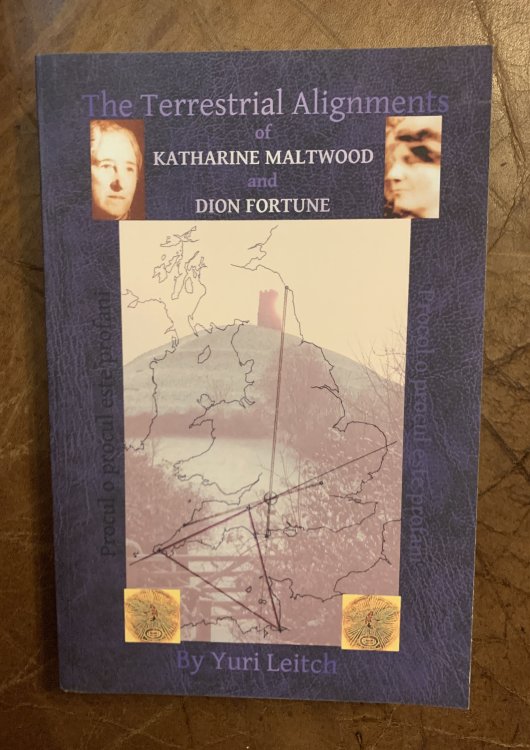 The Terrestrial Alignments
of
KATHARINE MALTWOOD
and
DION FORTUNE
Procul o procul este profani
Procul o procul este profani
By Yuri Leitch